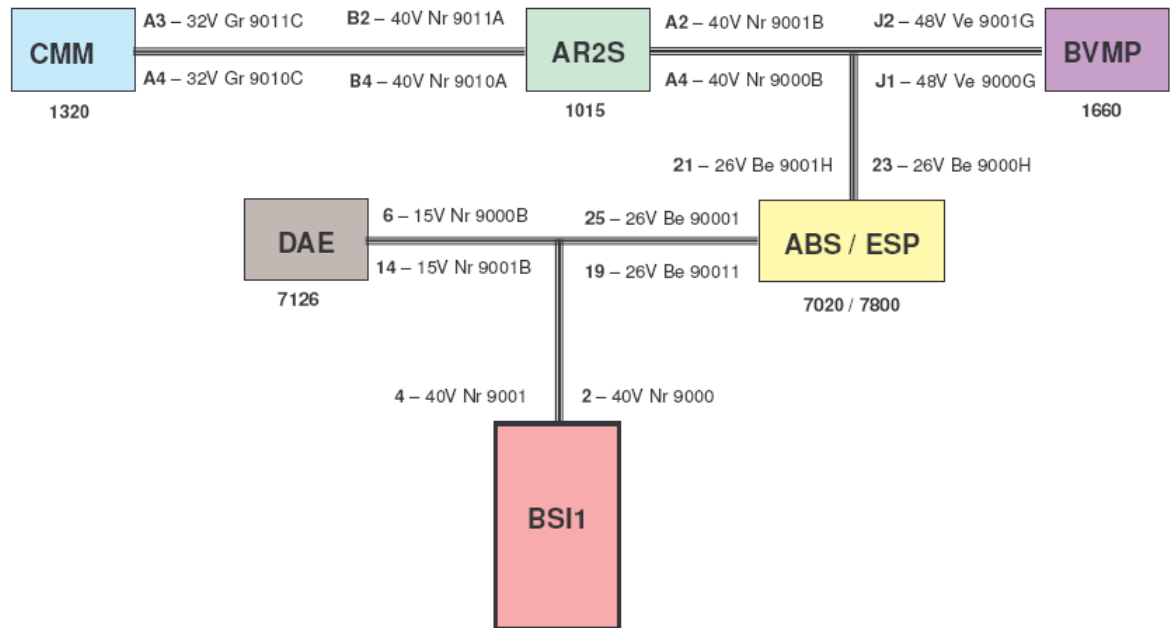 A3 – 32V Gr 9011C
B2 – 40V Nr 9011A
A2 – 40V Nr 9001B
J2 – 48V Ve 9001G
CMM
AR2S
BVMP
A4 – 32V Gr 9010C
B4 – 40V Nr 9010A
A4 – 40V Nr 9000B
J1 – 48V Ve 9000G
1320
1015
1660
21 – 26V Be 9001H
23 – 26V Be 9000H
6 – 15V Nr 9000B
25 – 26V Be 90001
DAE
ABS / ESP
14 – 15V Nr 9001B
19 – 26V Be 90011
7126
7020 / 7800
4 – 40V Nr 9001
2 – 40V Nr 9000
BSI1